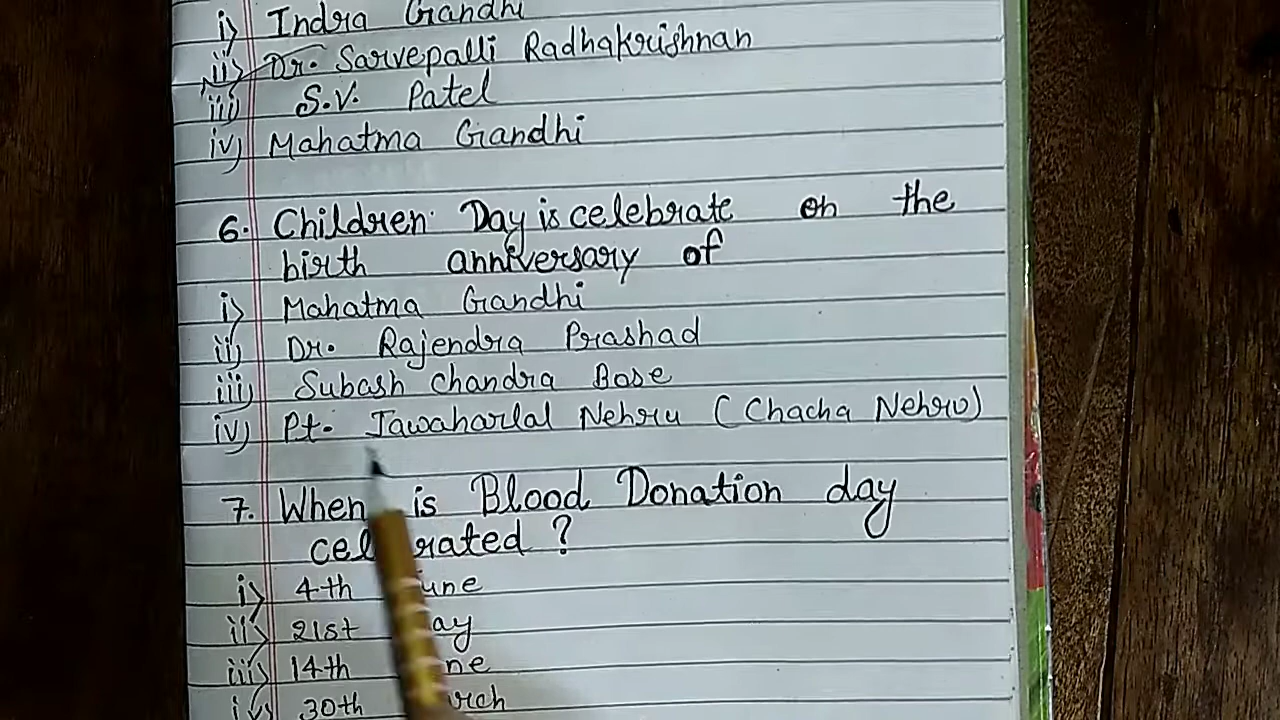 i) Indra Gandhi
ii) Dr. Sarvepalli Radhakrishnan
iii) S.V. Patel
iv) Mahatma Gandhi
6. Children Day is celebrate on the
birth anniversary of
i) Mahatma Gandhi
ii) Dr. Rajendra Prashad
iii) Subash Chandra Bose
iv) Pt. Jawaharlal Nehru (Chacha Nehru)
7. When is Blood Donation day
celebrated ?
i) 4th June
ii) 21st
iii) 14th
iv) 30th